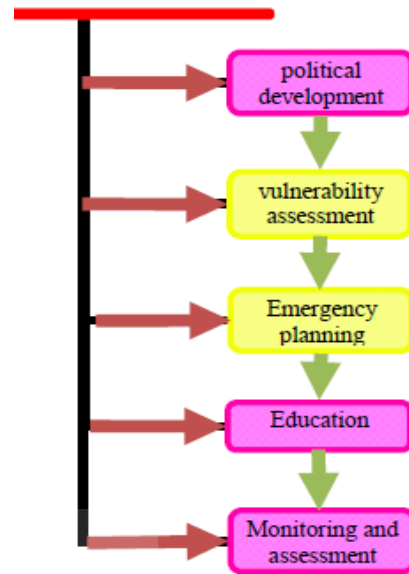 political
development
vulnerability
assessment
Emergency
planning
Education
Monitoring and
assessment